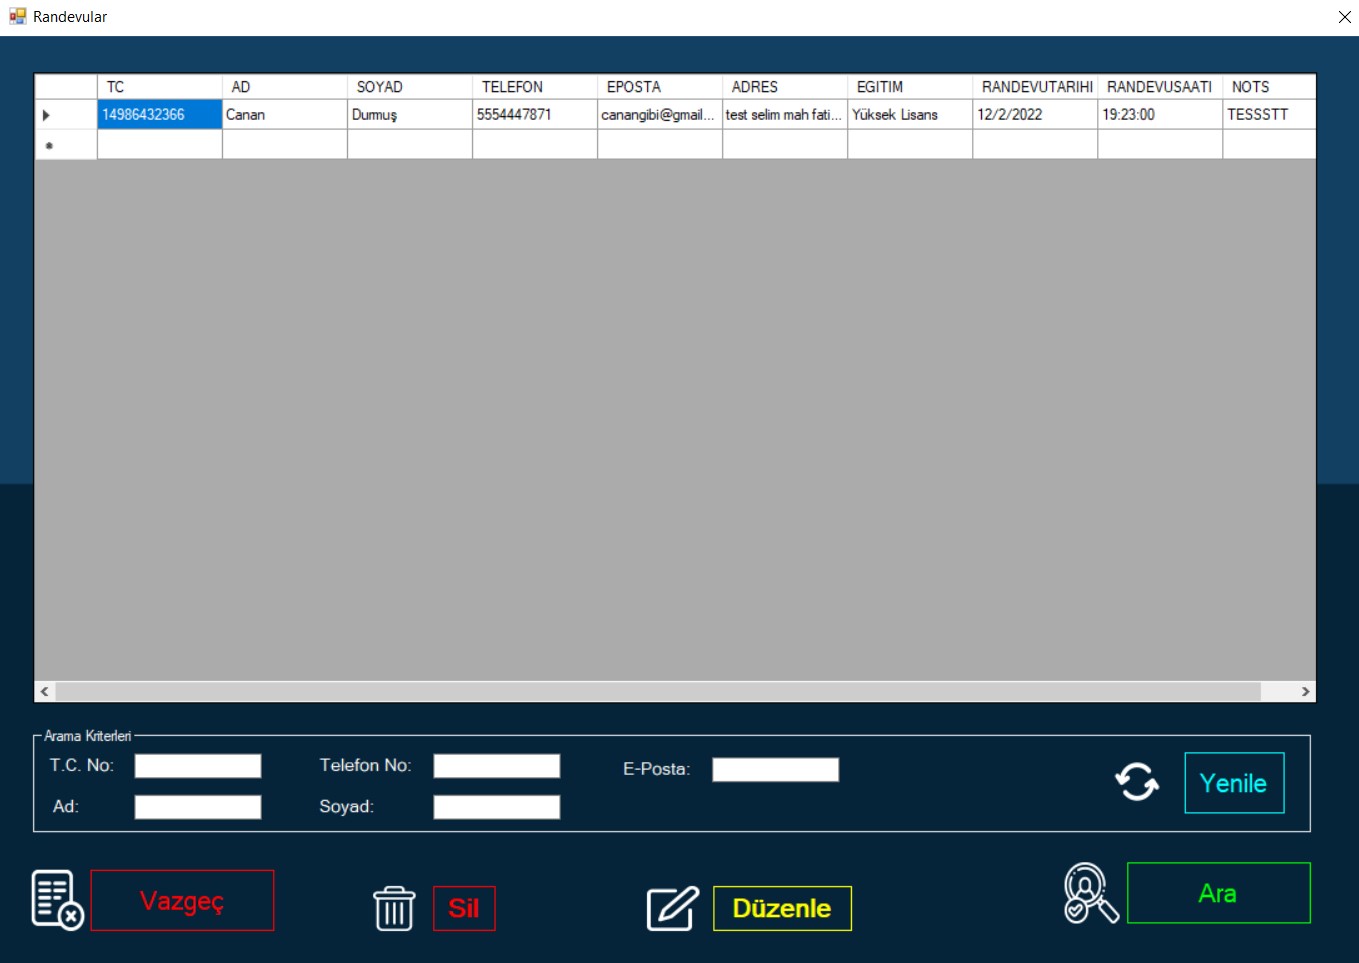 Randevular
TC AD SOYAD TELEFON EPOSTA ADRES EGITIM RANDEVUTARIHI RANDEVUSAATI NOTS
14986432366 Canan Durmuş 5554447871 canangibi@gmail... test selim mah fati... Yüksek Lisans 12/2/2022 19:23:00 TESSSTT
Arama Kriterleri
T.C. No: Telefon No: E-Posta: Yenile
Ad: Soyad:
Vazgeç Sil Düzenle Ara